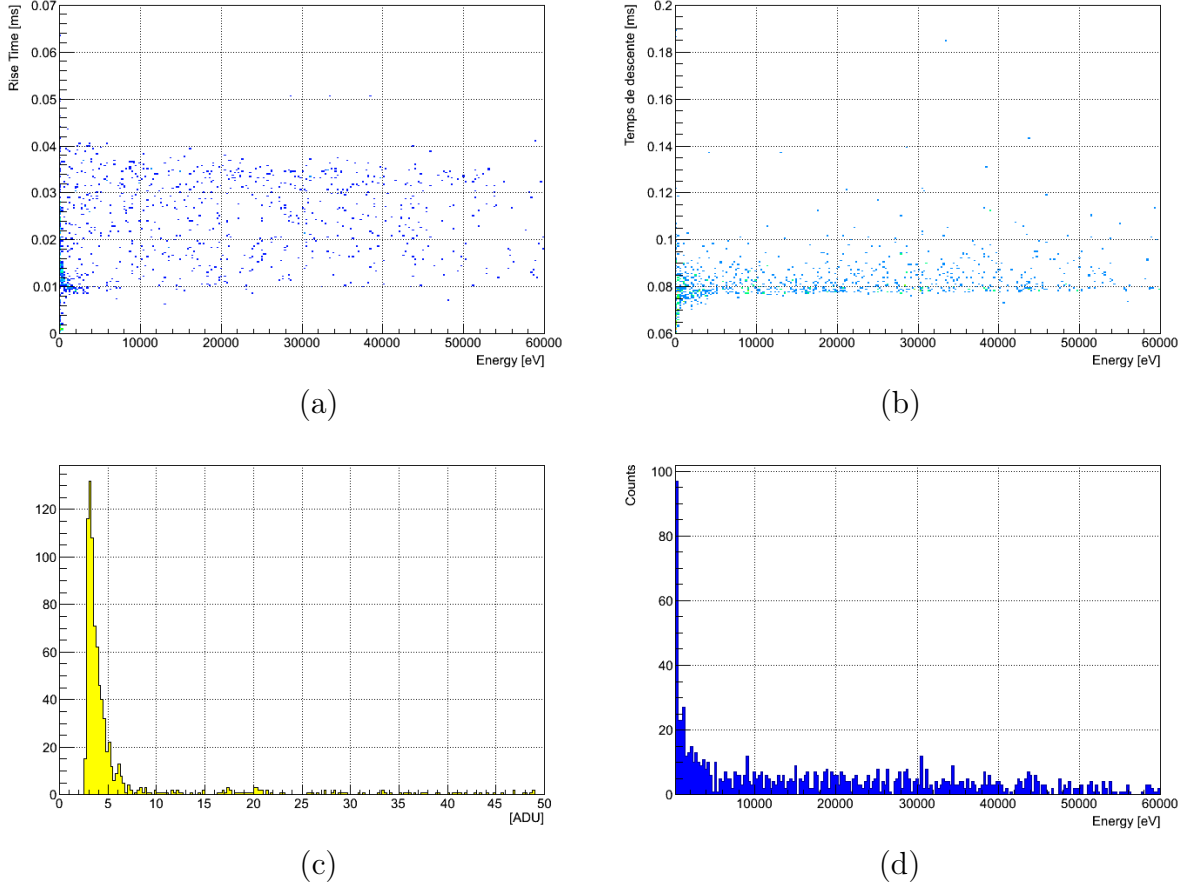 Rise Time [ms]
0.07
0.06
0.05
0.04
0.03
0.02
0.01
0
0 10000 20000 30000 40000 50000 60000
Energy [eV]
(a)
Temps de descente [ms]
0.2
0.18
0.16
0.14
0.12
0.1
0.08
0.06
0 10000 20000 30000 40000 50000 60000
Energy [eV]
(b)
120
100
80
60
40
20
0
0 5 10 15 20 25 30 35 40 45 50
[ADU]
(c)
Counts
100
80
60
40
20
0
10000 20000 30000 40000 50000 60000
Energy [eV]
(d)